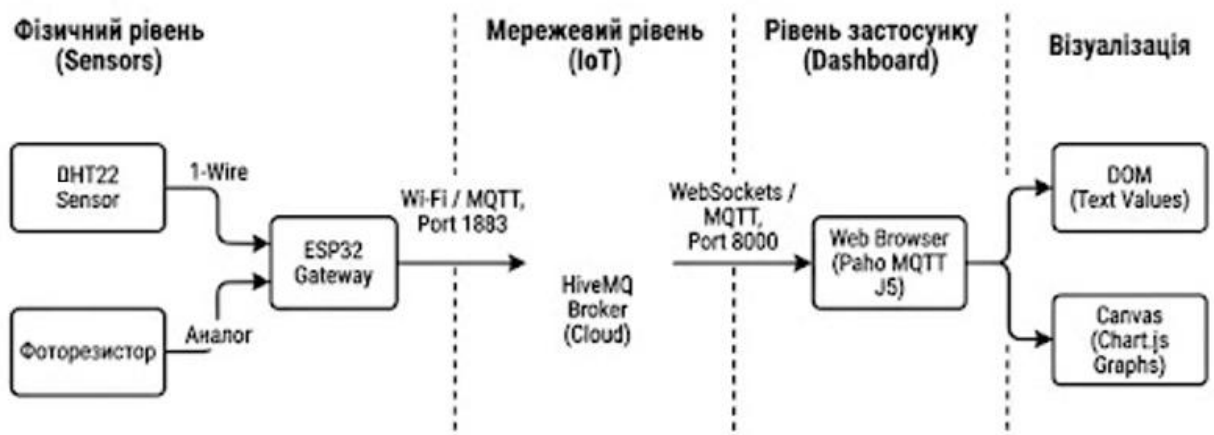 Фізичний рівень
(Sensors)
Мережевий рівень
(IoT)
Рівень застосунку
(Dashboard)
Візуалізація
DHT22
Sensor
1-Wire
Фоторезистор
Аналог
ESP32
Gateway
Wi-Fi / MQTT,
Port 1883
HiveMQ
Broker
(Cloud)
WebSockets /
MQTT,
Port 8000
Web Browser
(Paho MQTT
J5)
DOM
(Text Values)
Canvas
(Chart.js
Graphs)